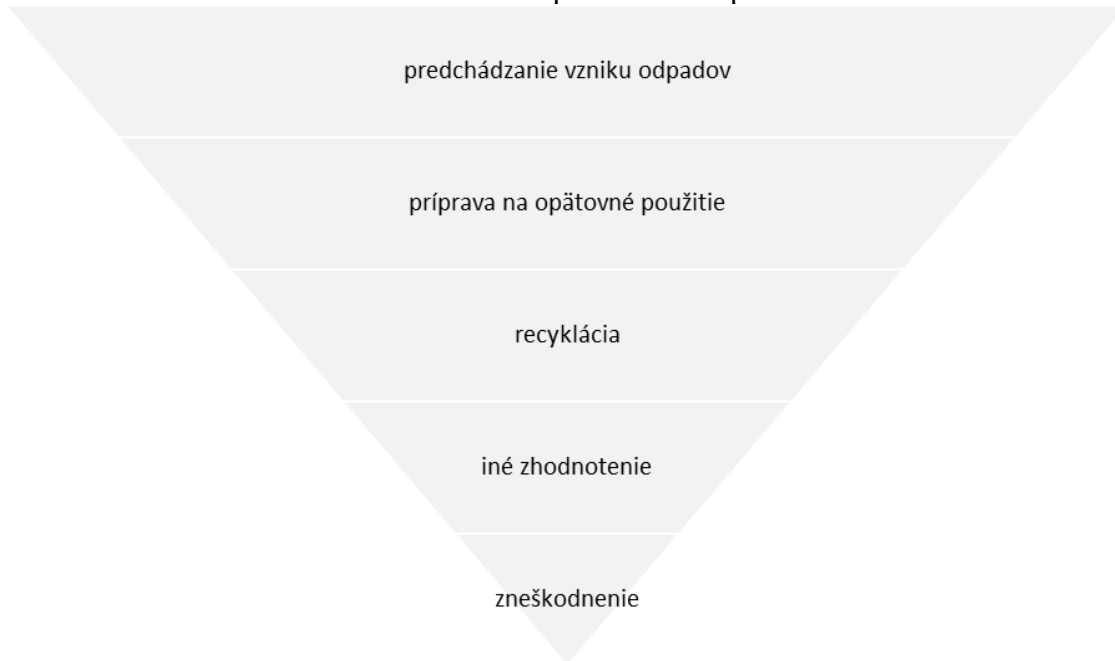 predchádzanie vzniku odpadov
príprava na opätovné použitie
recyklácia
iné zhodnotenie
zneškodnenie